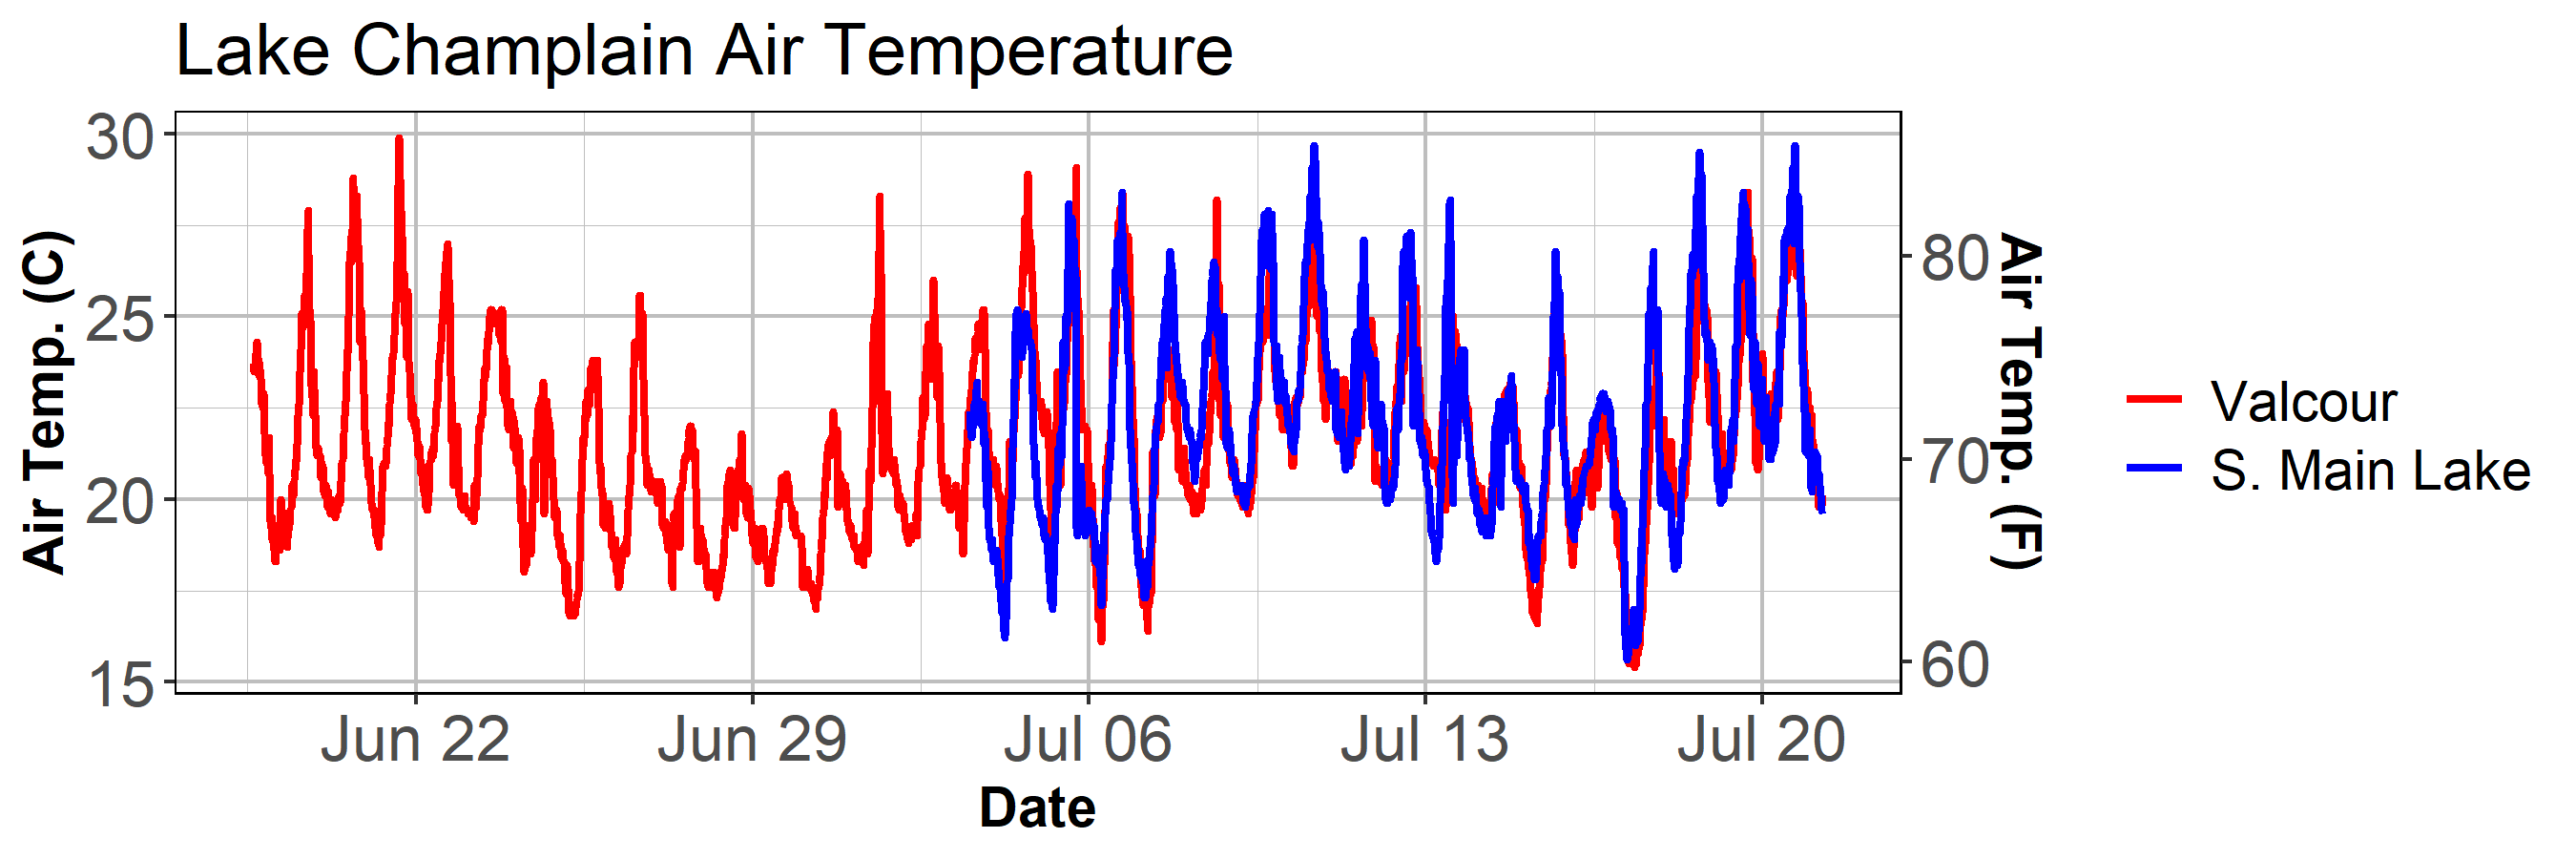 Lake Champlain Air Temperature
30
25
20
15
Air Temp. (C)
80
70
60
Air Temp. (F)
Jun 22 Jun 29 Jul 06 Jul 13 Jul 20
Date
Valcour
S. Main Lake